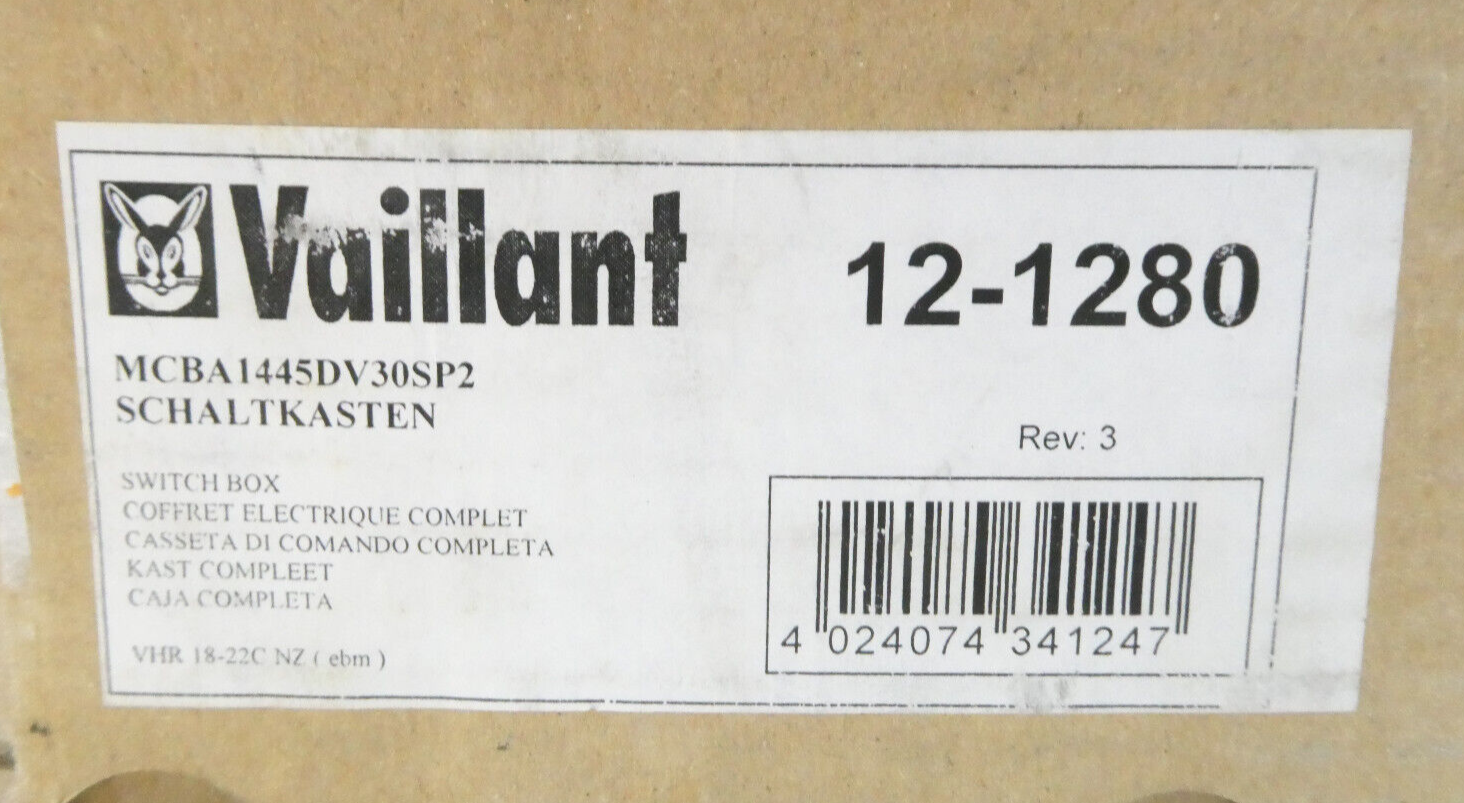 Vaillant
12-1280
MCBA1445DV30SP2
SCHALTKASTEN
Rev: 3
SWITCH BOX
COFFRET ELECTRIQUE COMPLET
CASSETA DI COMANDO COMPLETA
KAST COMPLEET
CAJA COMPLETA
VHR 18-22C NZ ( ebm )
4 024074 341247